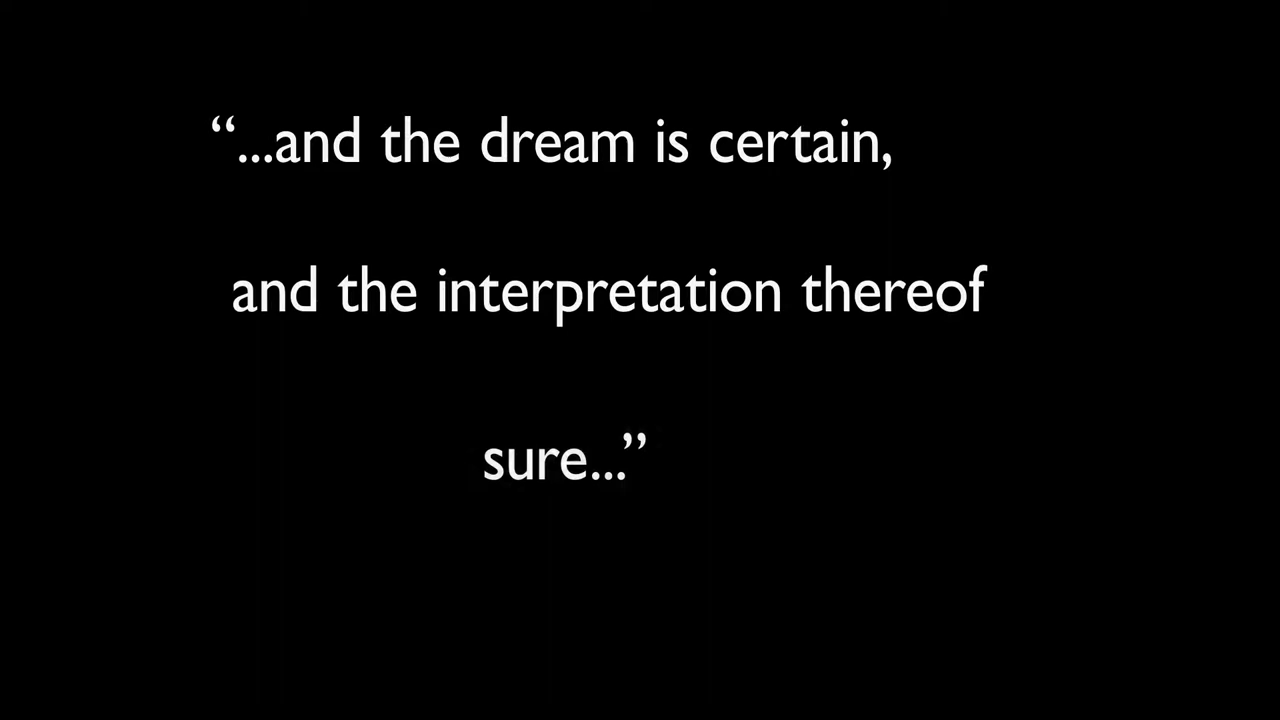 “...and the dream is certain,
and the interpretation thereof
sure...”